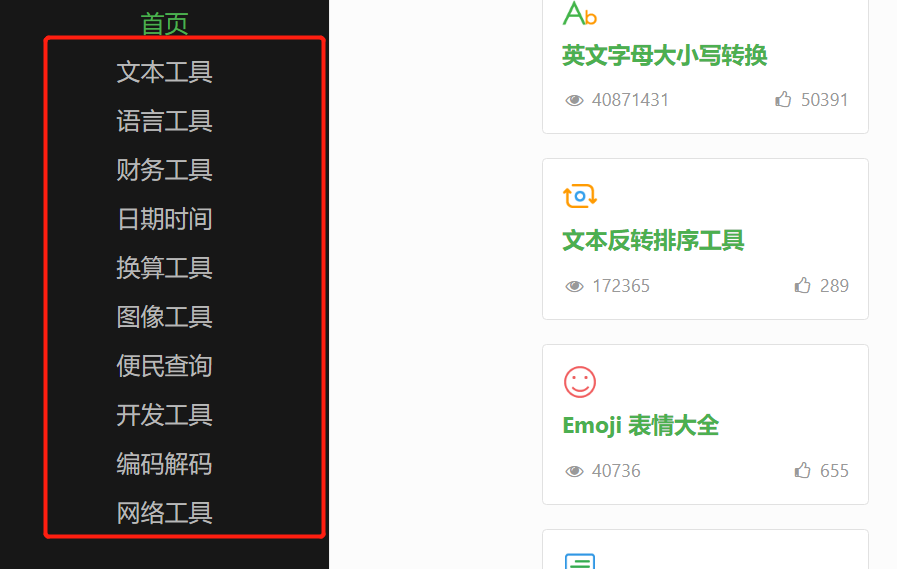 首页
文本工具
语言工具
财务工具
日期时间
换算工具
图像工具
便民查询
开发工具
编码解码
网络工具
Ab
英文字母大小写转换
40871431 50391
文本反转排序工具
172365 289
Emoji 表情大全
40736 655